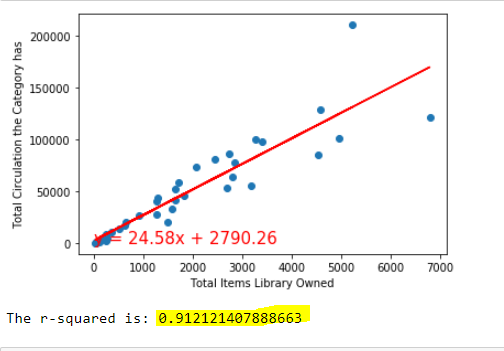 Total Circulation the Category has
200000
150000
100000
50000
0
y = 24.58x + 2790.26
0 1000 2000 3000 4000 5000 6000 7000
Total Items Library Owned
The r-squared is: 0.912121407888663